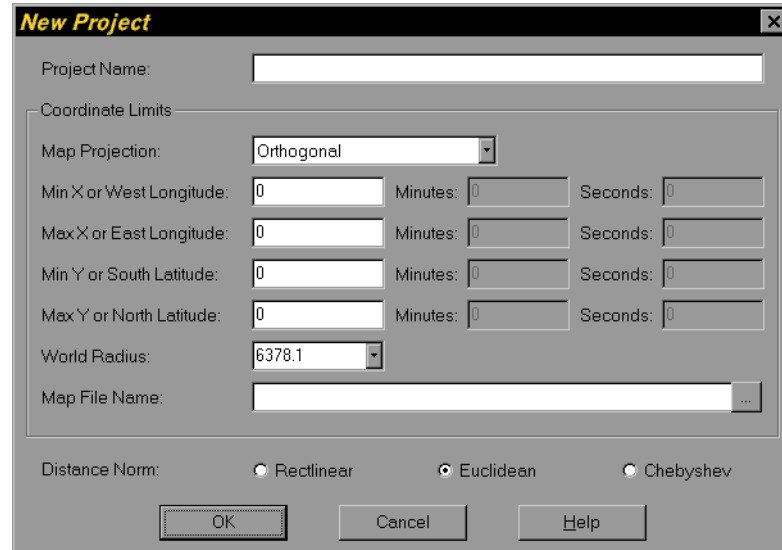 New Project
Project Name:
Coordinate Limits
Map Projection: Orthogonal
Min X or West Longitude: 0 Minutes: 0 Seconds: 0
Max X or East Longitude: 0 Minutes: 0 Seconds: 0
Min Y or South Latitude: 0 Minutes: 0 Seconds: 0
Max Y or North Latitude: 0 Minutes: 0 Seconds: 0
World Radius: 6378.1
Map File Name: ...
Distance Norm: Rectlinear Euclidean Chebyshev
OK Cancel Help